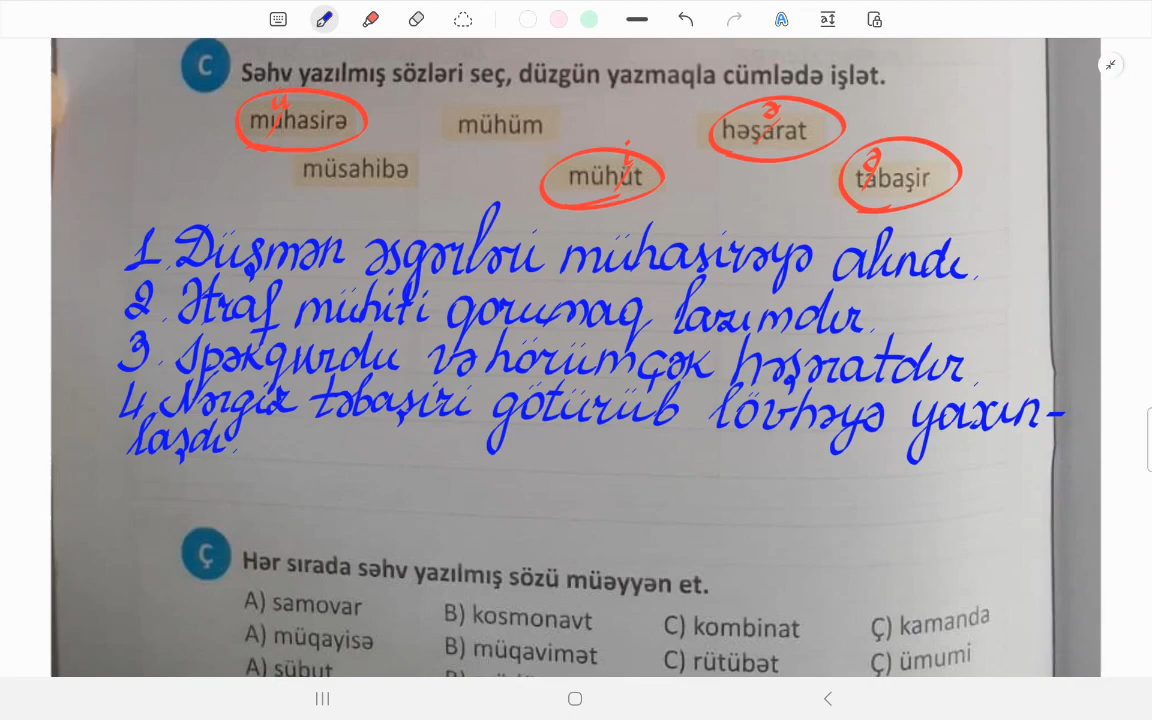 C Səhv yazılmış sözləri seç, düzgün yazmaqla cümlədə işlət.
muhasirə mühüm həşarat
müsahibə mühüt tabaşir
1. Düşmən əsgərləri mühasirəyə alındı.
2. Ətraf mühiti qorumaq lazımdır.
3. İpəkqurdu və hörümçək həşəratdır.
4. Nərgiz təbaşiri götürüb lövhəyə yaxın-
laşdı.
Ç Hər sırada səhv yazılmış sözü müəyyən et.
A) samovar B) kosmonavt C) kombinat Ç) kamanda
A) müqayisə B) müqavimət C) rütübət Ç) ümumi
A) sübut